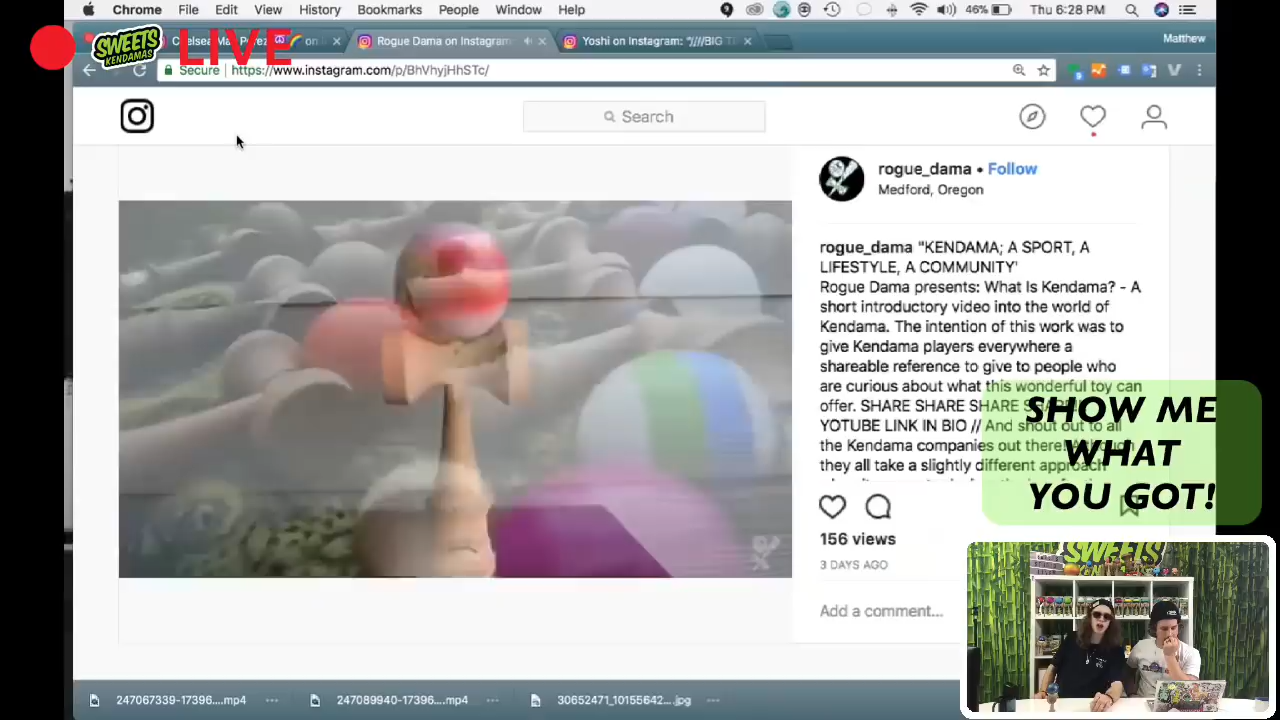 Chrome File Edit View History Bookmarks People Window Help 46% Thu 6:28 PM
SWEETS KENDAMAS LIVE
Rogue Dama on Instagram
Yoshi on Instagram:
Matthew
Secure https://www.instagram.com/p/BhVhyjHhSTc/
Search
rogue_dama • Follow
Medford, Oregon
rogue_dama "KENDAMA; A SPORT, A
LIFESTYLE, A COMMUNITY'
Rogue Dama presents: What Is Kendama? - A
short introductory video into the world of
Kendama. The intention of this work was to
give Kendama players everywhere a
shareable reference to give to people who
are curious about what this wonderful toy can
offer. SHARE SHARE SHARE
YOTUBE LINK IN BIO // And shout out to all
the Kendama companies out there!
they all take a slightly different approach
SHOW ME
WHAT
YOU GOT!
156 views
3 DAYS AGO
Add a comment...
SWEETS
KENDAMAS
247067339-17396....mp4 247089940-17396....mp4 30652471_10155642...jpg